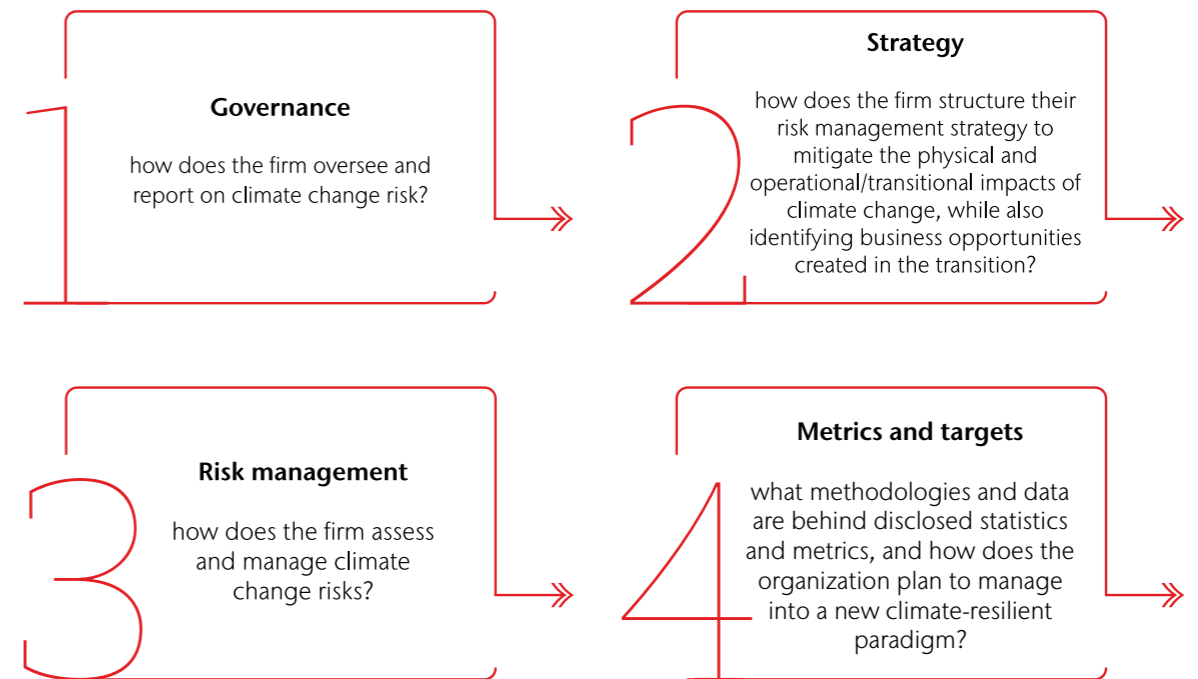 1
Governance
how does the firm oversee and
report on climate change risk?
2
Strategy
how does the firm structure their
risk management strategy to
mitigate the physical and
operational/transitional impacts of
climate change, while also
identifying business opportunities
created in the transition?
3
Risk management
how does the firm assess
and manage climate
change risks?
4
Metrics and targets
what methodologies and data
are behind disclosed statistics
and metrics, and how does the
organization plan to manage
into a new climate-resilient
paradigm?